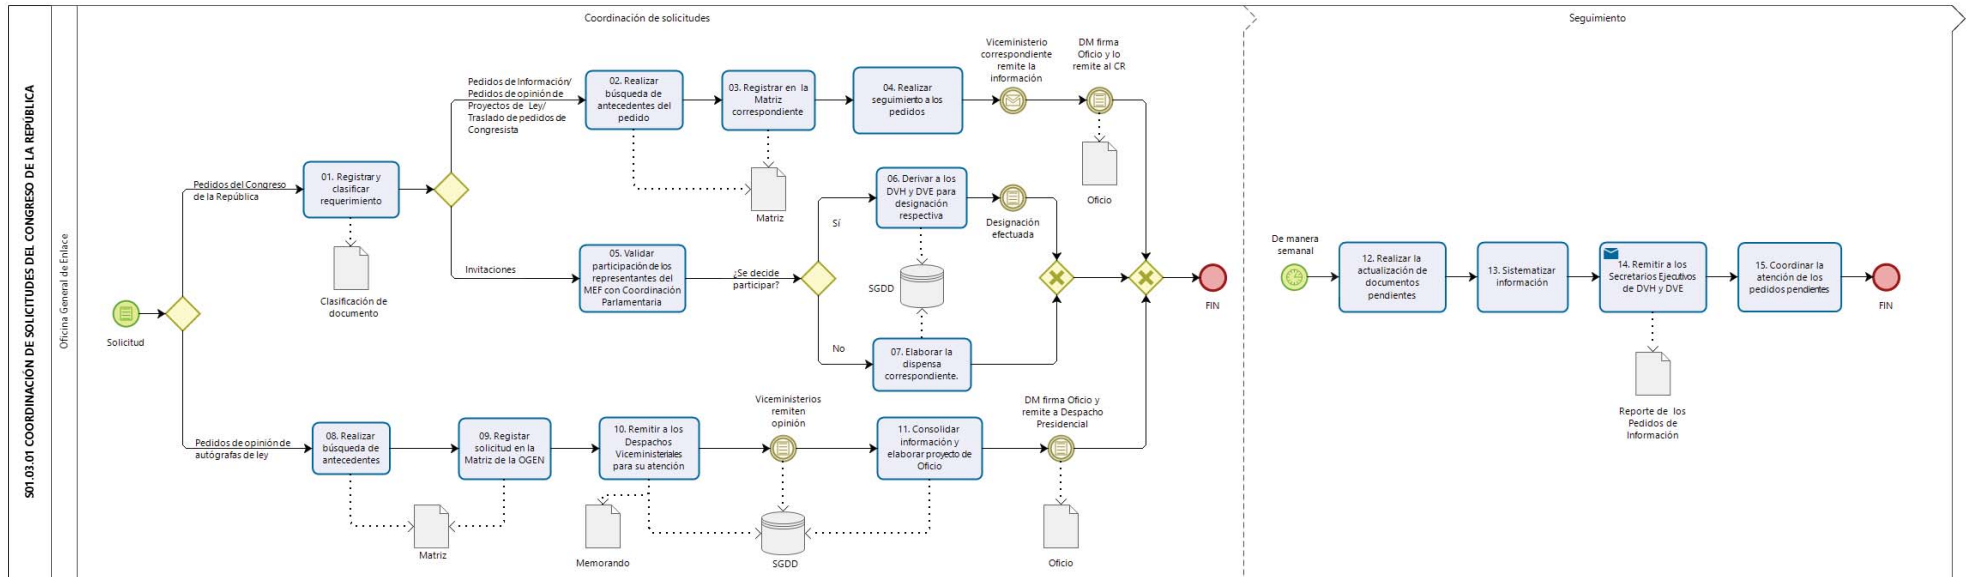 S01.03.01 COORDINACIÓN DE SOLICITUDES DEL CONGRESO DE LA REPÚBLICA
Oficina General de Enlace
Coordinación de solicitudes
Solicitud
Pedidos del Congreso
de la República
01. Registrar y
clasificar
requerimiento
Clasificación de
documento
Pedidos de Información/
Pedidos de opinión de
Proyectos de Ley/
Traslado de pedidos de
Congresista
02. Realizar
búsqueda de
antecedentes del
pedido
03. Registrar en la
Matriz
correspondiente
Matriz
04. Realizar
seguimiento a los
pedidos
Viceministerio
correspondiente
remite la
información
DM firma
Oficio y lo
remite al CR
Oficio
Invitaciones
05. Validar
participación de los
representantes del
MEF con Coordinación
Parlamentaria
¿Se decide
participar?
Sí
06. Derivar a los
DVH y DVE para
designación
respectiva
Designación
efectuada
SGDD
No
07. Elaborar la
dispensa
correspondiente.
FIN
Pedidos de opinión de
autógrafas de ley
08. Realizar
búsqueda de
antecedentes
09. Registar
solicitud en la
Matriz de la OGEN
Matriz
10. Remitir a los
Despachos
Viceministeriales
para su atención
Memorando
Viceministerios
remiten
opinión
SGDD
11. Consolidar
información y
elaborar proyecto de
Oficio
DM firma Oficio y
remite a Despacho
Presidencial
Oficio
Seguimiento
De manera
semanal
12. Realizar la
actualización de
documentos
pendientes
13. Sistematizar
información
14. Remitir a los
Secretarios Ejecutivos
de DVH y DVE
Reporte de los
Pedidos de
Información
15. Coordinar la
atención de los
pedidos pendientes
FIN